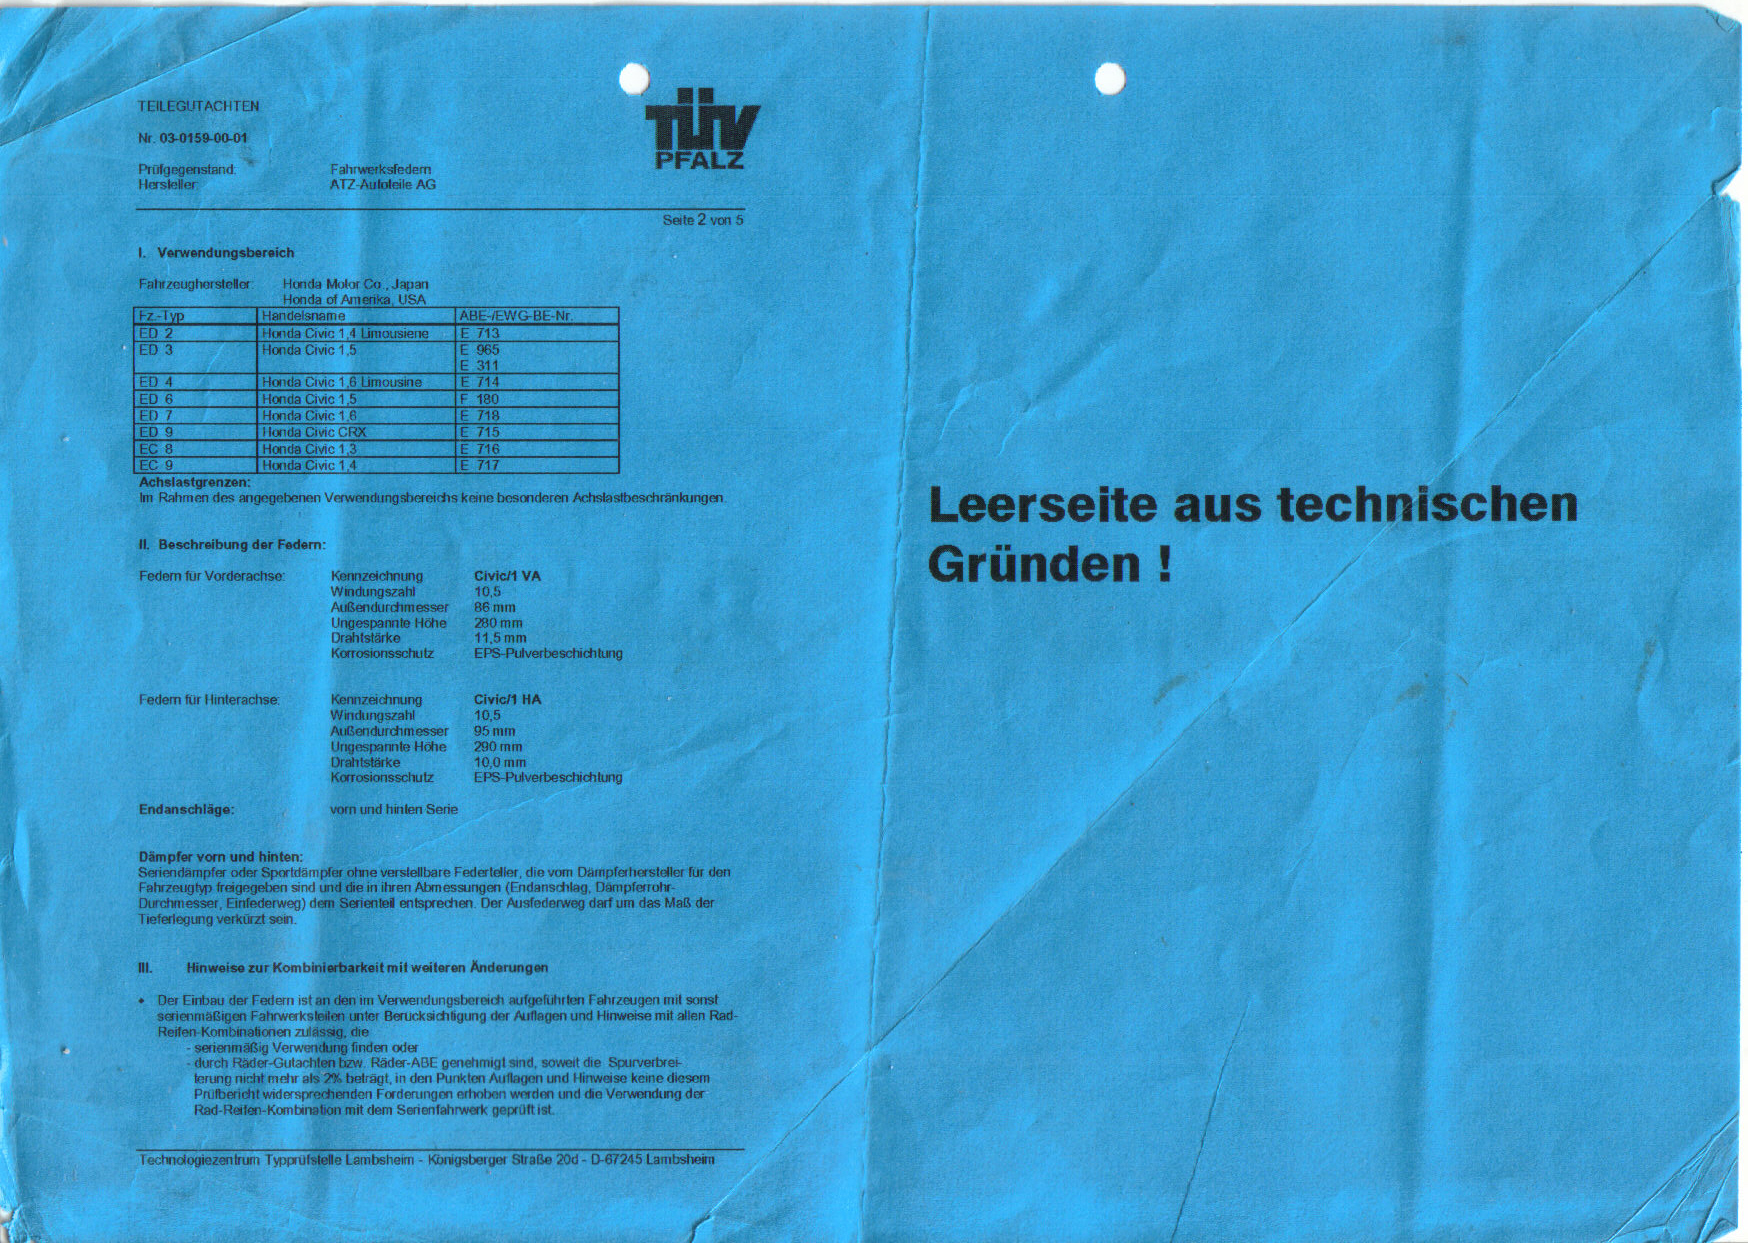 TEILEGUTACHTEN
Nr. 03-0159-00-01
Prüfgegenstand: Fahrwerksfedern
Hersteller: ATZ-Autoteile AG
TÜV
PFALZ
Seite 2 von 5
I. Verwendungsbereich
Fahrzeughersteller: Honda Motor Co., Japan
Honda of Amerika, USA
Fz.-Typ Handelsname ABE-/EWG-BE-Nr.
ED 2 Honda Civic 1,4 Limousiene E 713
ED 3 Honda Civic 1,5 E 965
E 311
ED 4 Honda Civic 1,6 Limousine E 714
ED 6 Honda Civic 1,5 F 180
ED 7 Honda Civic 1,6 E 718
ED 9 Honda Civic CRX E 715
EC 8 Honda Civic 1,3 E 716
EC 9 Honda Civic 1,4 E 717
Achslastgrenzen:
Im Rahmen des angegebenen Verwendungsbereichs keine besonderen Achslastbeschränkungen.
II. Beschreibung der Federn:
Federn für Vorderachse: Kennzeichnung Civic/1 VA
Windungszahl 10,5
Außendurchmesser 86 mm
Ungespannte Höhe 280 mm
Drahtstärke 11,5 mm
Korrosionsschutz EPS-Pulverbeschichtung
Federn für Hinterachse: Kennzeichnung Civic/1 HA
Windungszahl 10,5
Außendurchmesser 95 mm
Ungespannte Höhe 290 mm
Drahtstärke 10,0 mm
Korrosionsschutz EPS-Pulverbeschichtung
Endanschläge: vorn und hinten Serie
Dämpfer vorn und hinten:
Seriendämpfer oder Sportdämpfer ohne verstellbare Federteller, die vom Dämpferhersteller für den
Fahrzeugtyp freigegeben sind und die in ihren Abmessungen (Endanschlag, Dämpferrohr-
Durchmesser, Einfederweg) dem Serienteil entsprechen. Der Ausfederweg darf um das Maß der
Tieferlegung verkürzt sein.
III. Hinweise zur Kombinierbarkeit mit weiteren Änderungen
• Der Einbau der Federn ist an den im Verwendungsbereich aufgeführten Fahrzeugen mit sonst
serienmäßigen Fahrwerksteilen unter Berücksichtigung der Auflagen und Hinweise mit allen Rad-
Reifen-Kombinationen zulässig, die
- serienmäßig Verwendung finden oder
- durch Räder-Gutachten bzw. Räder-ABE genehmigt sind, soweit die Spurverbrei-
terung nicht mehr als 2% beträgt, in den Punkten Auflagen und Hinweise keine diesem
Prüfbericht widersprechenden Forderungen erhoben werden und die Verwendung der
Rad-Reifen-Kombination mit dem Serienfahrwerk geprüft ist.
Technologiezentrum Typprüfstelle Lambsheim - Königsberger Straße 20d - D-67245 Lambsheim
Leerseite aus technischen
Gründen !